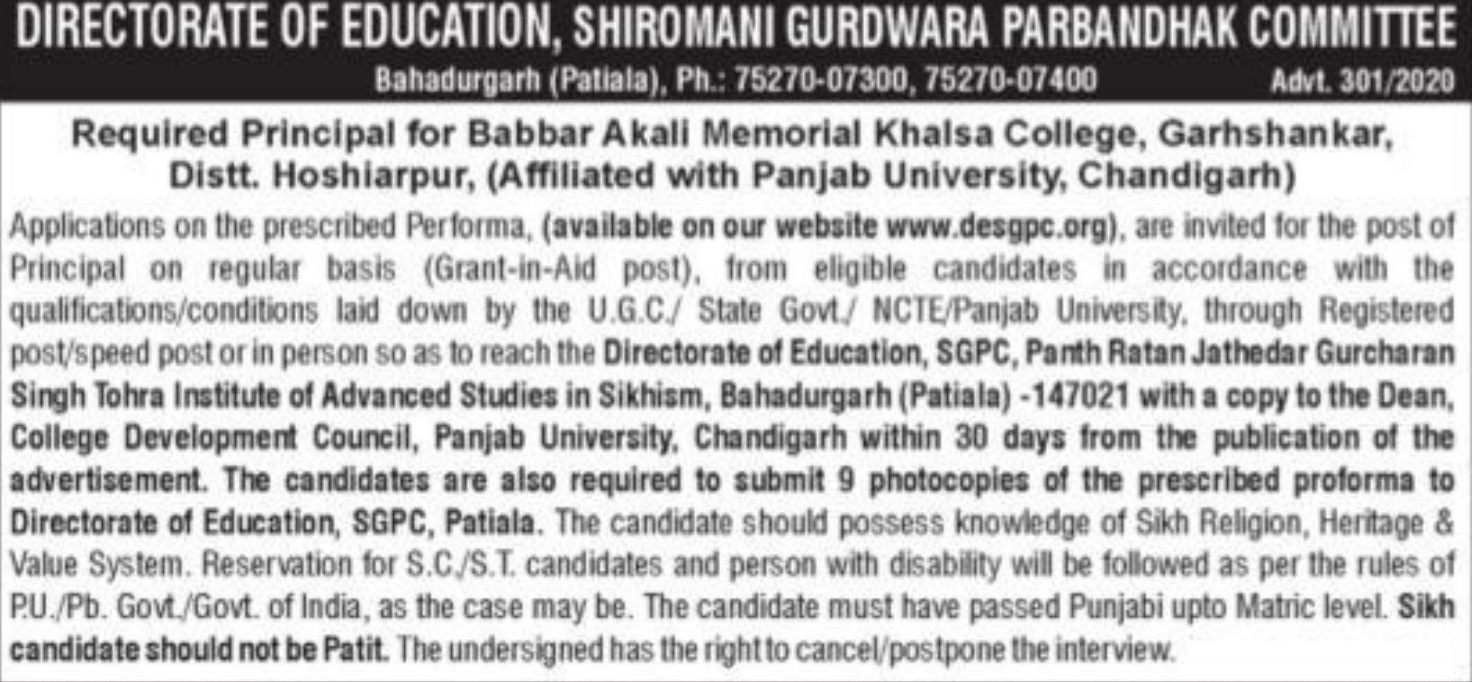 DIRECTORATE OF EDUCATION, SHIROMANI GURDWARA PARBANDHAK COMMITTEE
Bahadurgarh (Patiala), Ph.: 75270-07300, 75270-07400 Advt. 301/2020
Required Principal for Babbar Akali Memorial Khalsa College, Garhshankar,
Distt. Hoshiarpur, (Affiliated with Panjab University, Chandigarh)
Applications on the prescribed Performa, (available on our website www.desgpc.org), are invited for the post of
Principal on regular basis (Grant-in-Aid post), from eligible candidates in accordance with the
qualifications/conditions laid down by the U.G.C./ State Govt./ NCTE/Panjab University, through Registered
post/speed post or in person so as to reach the Directorate of Education, SGPC, Panth Ratan Jathedar Gurcharan
Singh Tohra Institute of Advanced Studies in Sikhism, Bahadurgarh (Patiala) -147021 with a copy to the Dean,
College Development Council, Panjab University, Chandigarh within 30 days from the publication of the
advertisement. The candidates are also required to submit 9 photocopies of the prescribed proforma to
Directorate of Education, SGPC, Patiala. The candidate should possess knowledge of Sikh Religion, Heritage &
Value System. Reservation for S.C./S.T. candidates and person with disability will be followed as per the rules of
P.U./Pb. Govt./Govt. of India, as the case may be. The candidate must have passed Punjabi upto Matric level. Sikh
candidate should not be Patit. The undersigned has the right to cancel/postpone the interview.